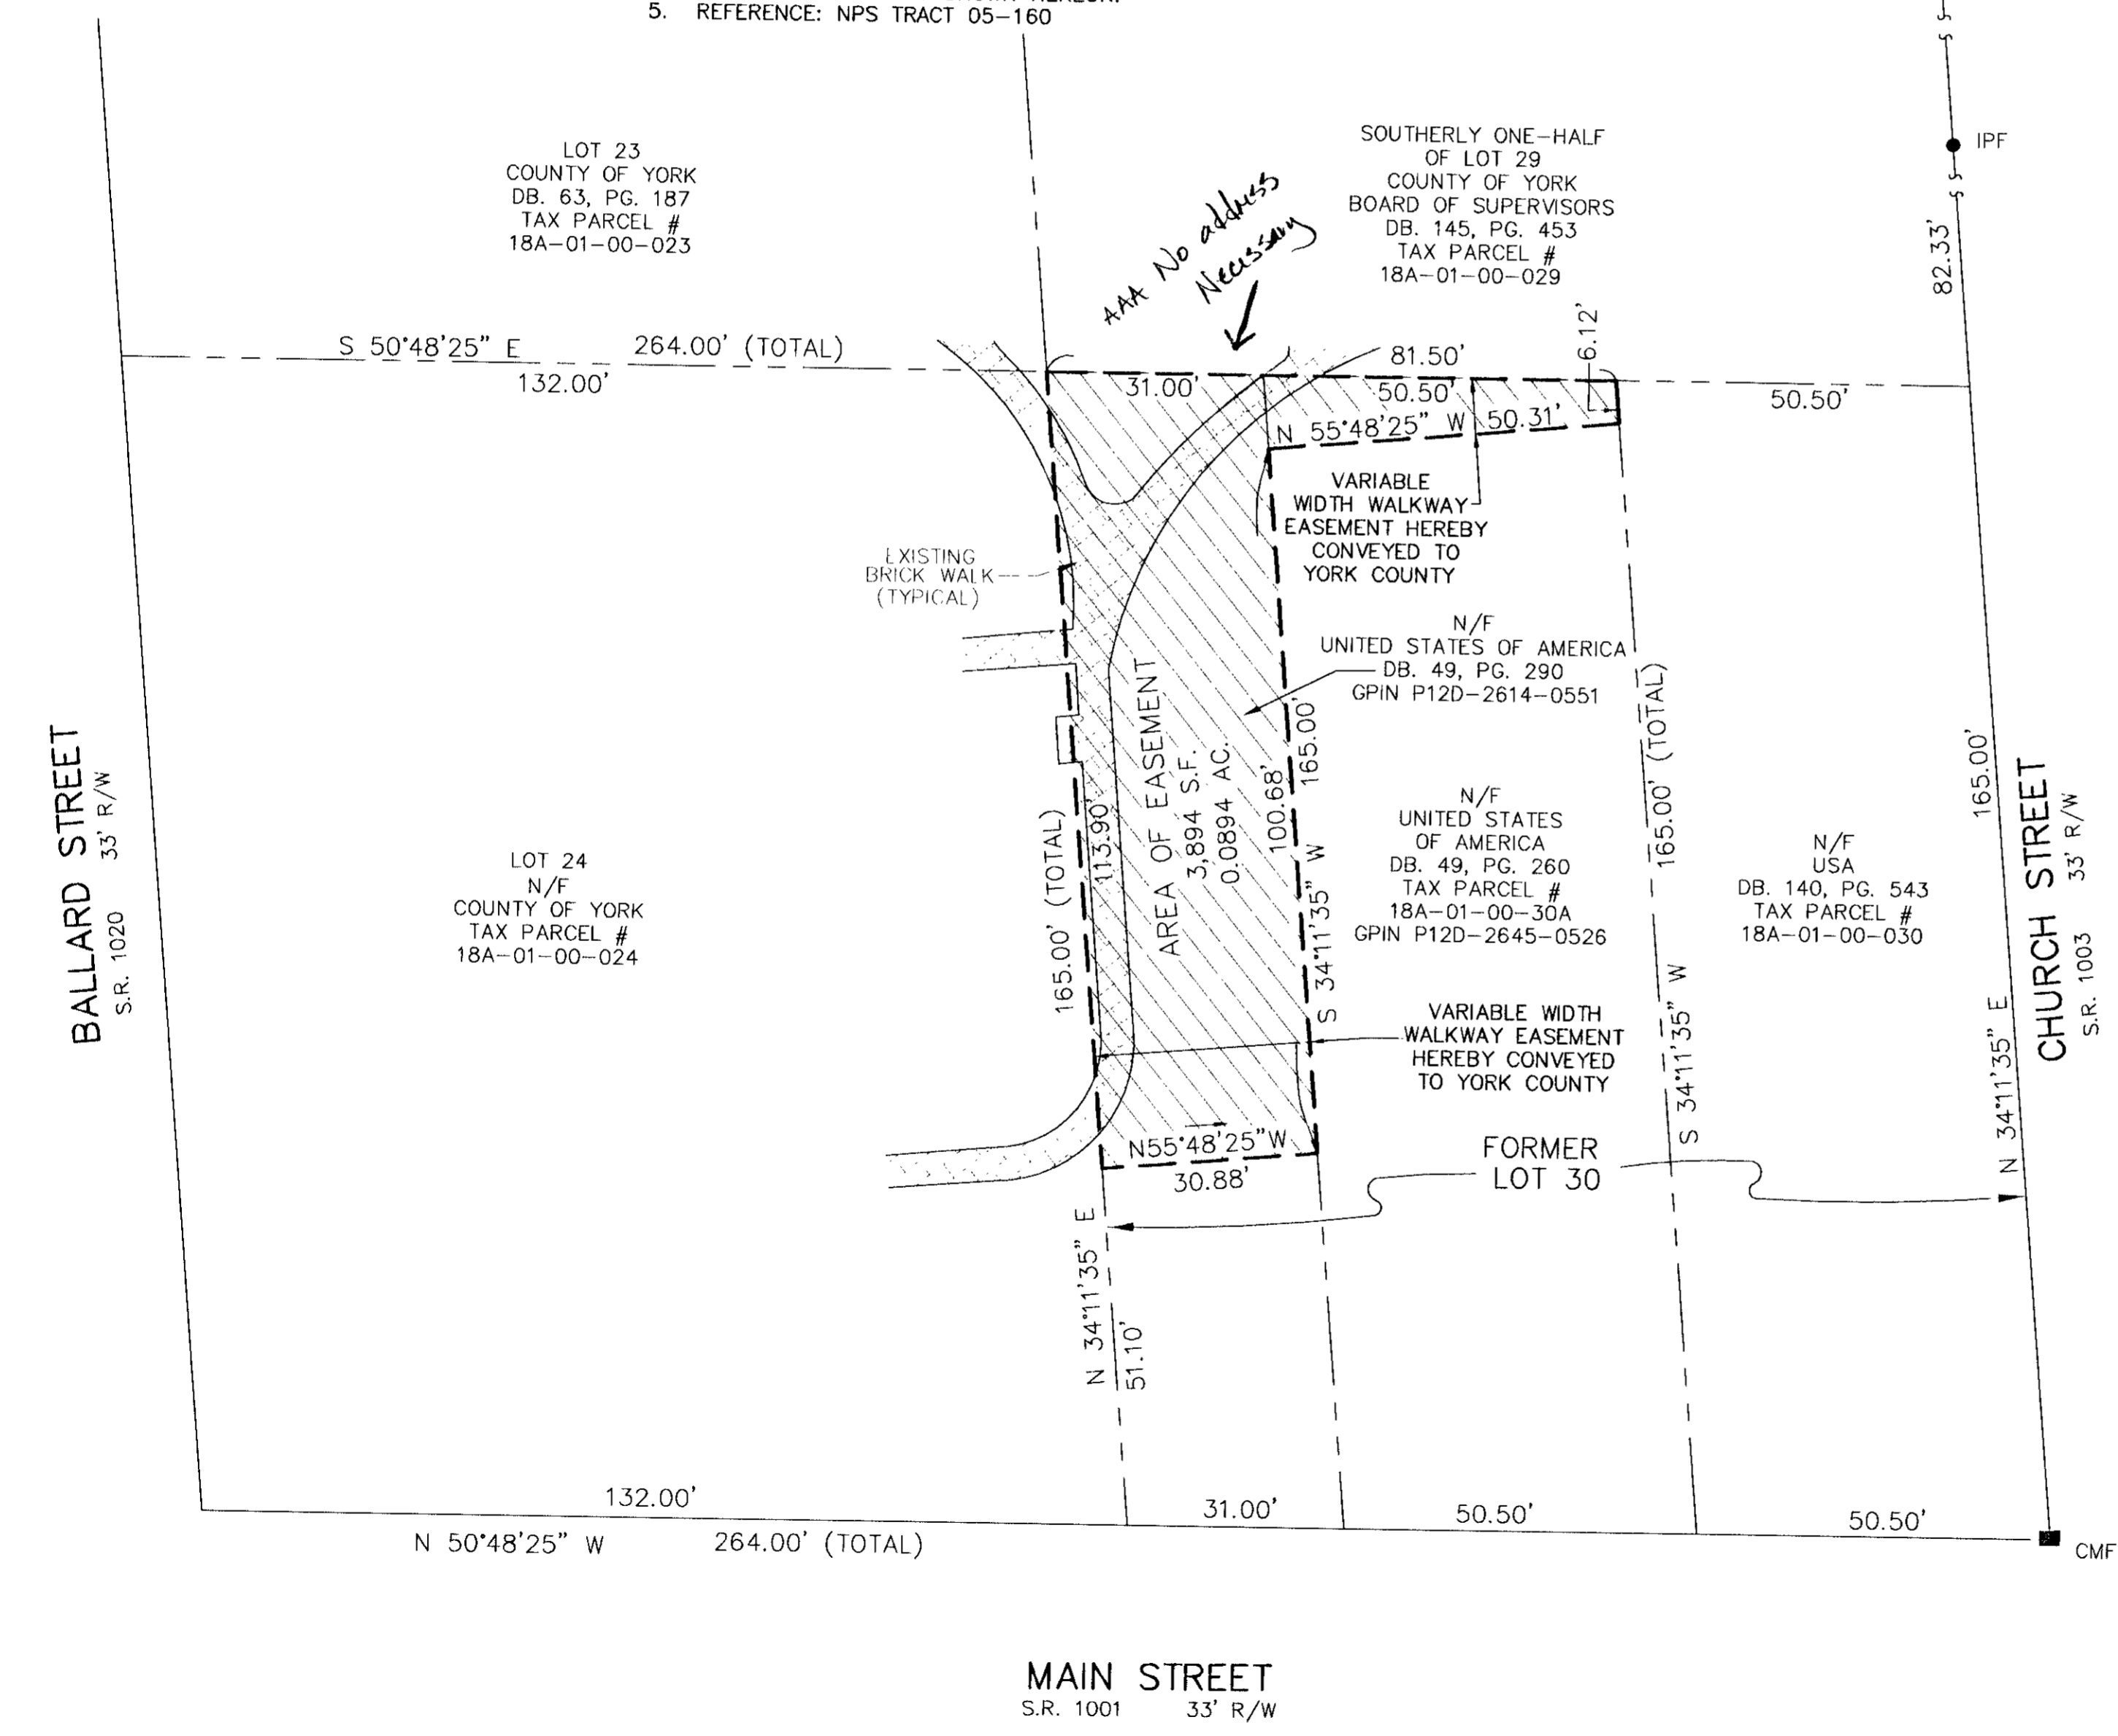 5. REFERENCE: NPS TRACT 05-160
LOT 23
COUNTY OF YORK
DB. 63, PG. 187
TAX PARCEL #
18A-01-00-023
SOUTHERLY ONE-HALF
OF LOT 29
COUNTY OF YORK
BOARD OF SUPERVISORS
DB. 145, PG. 453
TAX PARCEL #
18A-01-00-029
IPF
82.33'
AAA No address
Necessary
S 50°48'25" E 264.00' (TOTAL)
132.00'
31.00'
81.50'
50.50'
6.12'
50.50'
N 55°48'25" W 50.31'
VARIABLE
WIDTH WALKWAY
EASEMENT HEREBY
CONVEYED TO
YORK COUNTY
EXISTING
BRICK WALK
(TYPICAL)
N/F
UNITED STATES OF AMERICA
DB. 49, PG. 290
GPIN P12D-2614-0551
AREA OF EASEMENT
3,894 S.F.
0.0894 AC.
165.00' (TOTAL)
113.90'
100.68'
165.00'
S 34°11'35" W
165.00' (TOTAL)
S 34°11'35" W
165.00'
N 34°11'35" E
BALLARD STREET
S.R. 1020 33' R/W
CHURCH STREET
S.R. 1003 33' R/W
LOT 24
N/F
COUNTY OF YORK
TAX PARCEL #
18A-01-00-024
N/F
UNITED STATES
OF AMERICA
DB. 49, PG. 260
TAX PARCEL #
18A-01-00-30A
GPIN P12D-2645-0526
N/F
USA
DB. 140, PG. 543
TAX PARCEL #
18A-01-00-030
VARIABLE WIDTH
WALKWAY EASEMENT
HEREBY CONVEYED
TO YORK COUNTY
N55°48'25"W
30.88'
FORMER
LOT 30
N 34°11'35" E
51.10'
132.00'
31.00'
50.50'
50.50'
N 50°48'25" W 264.00' (TOTAL)
CMF
MAIN STREET
S.R. 1001 33' R/W